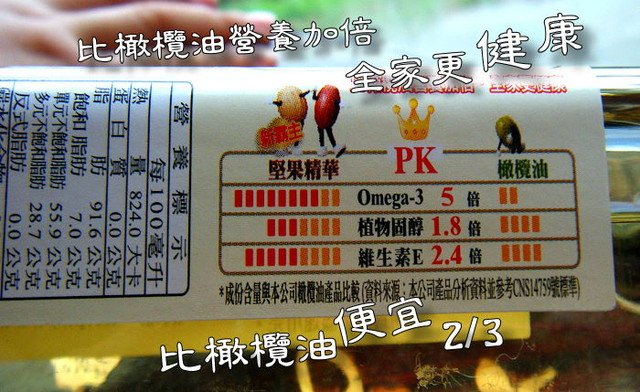 比橄欖油營養加倍
全家更健康
全家更健康
新霸主
堅果精華 PK 橄欖油
Omega-3 5 倍
植物固醇 1.8 倍
維生素E 2.4 倍
*成份含量與本公司橄欖油產品比較(資料來源：本公司產品分析資料並參考CNS14759號標準)
營養標示
每100毫升
熱量 824.0 大卡
蛋白質 0.0 公克
脂肪 91.6 公克
飽和脂肪 7.0 公克
單元不飽和脂肪 55.9 公克
多元不飽和脂肪 28.7 公克
反式脂肪 0.0 公克
比橄欖油便宜 2/3